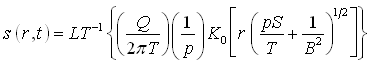 s(r,t) = LT⁻¹{(Q/2πT)(1/p)K₀[r(pS/T + 1/B²)^1/2]}